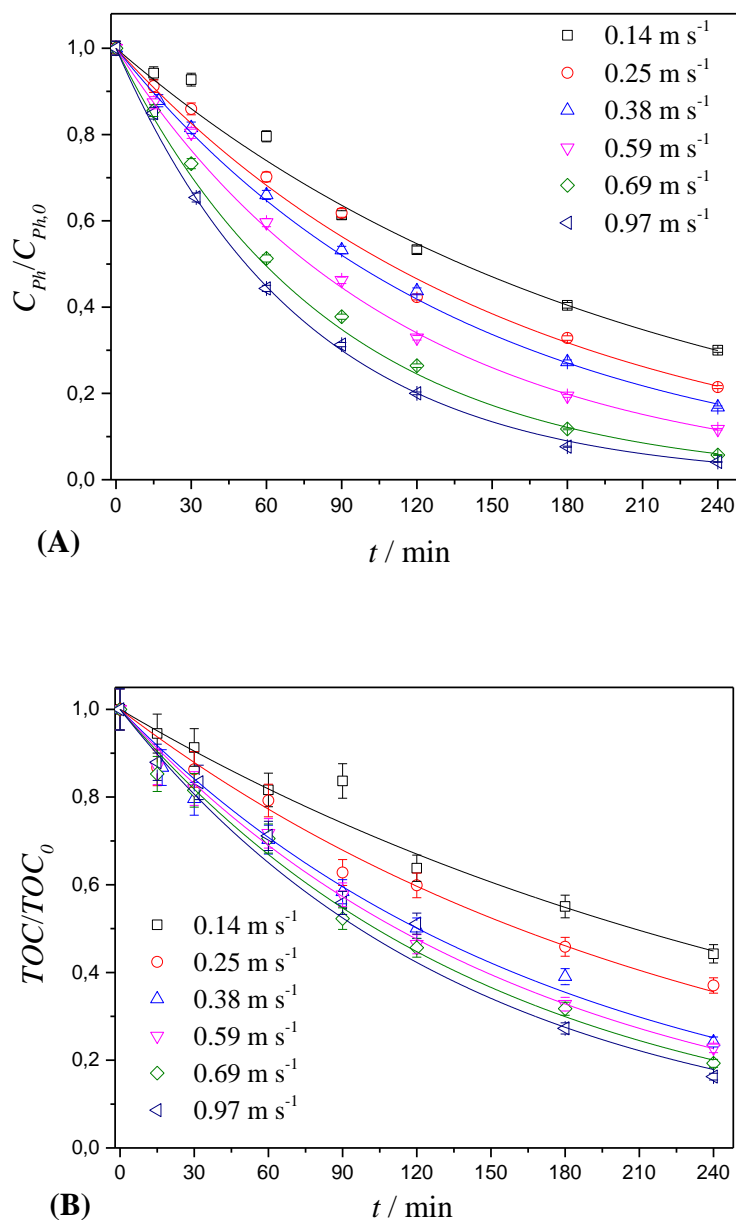 1,0
0,8
0,6
0,4
0,2
0,0
C_Ph/C_Ph,0
0.14 m s⁻¹
0.25 m s⁻¹
0.38 m s⁻¹
0.59 m s⁻¹
0.69 m s⁻¹
0.97 m s⁻¹
0 30 60 90 120 150 180 210 240
(A)
t / min
1,0
0,8
0,6
0,4
0,2
0,0
TOC/TOC₀
0.14 m s⁻¹
0.25 m s⁻¹
0.38 m s⁻¹
0.59 m s⁻¹
0.69 m s⁻¹
0.97 m s⁻¹
0 30 60 90 120 150 180 210 240
(B)
t / min